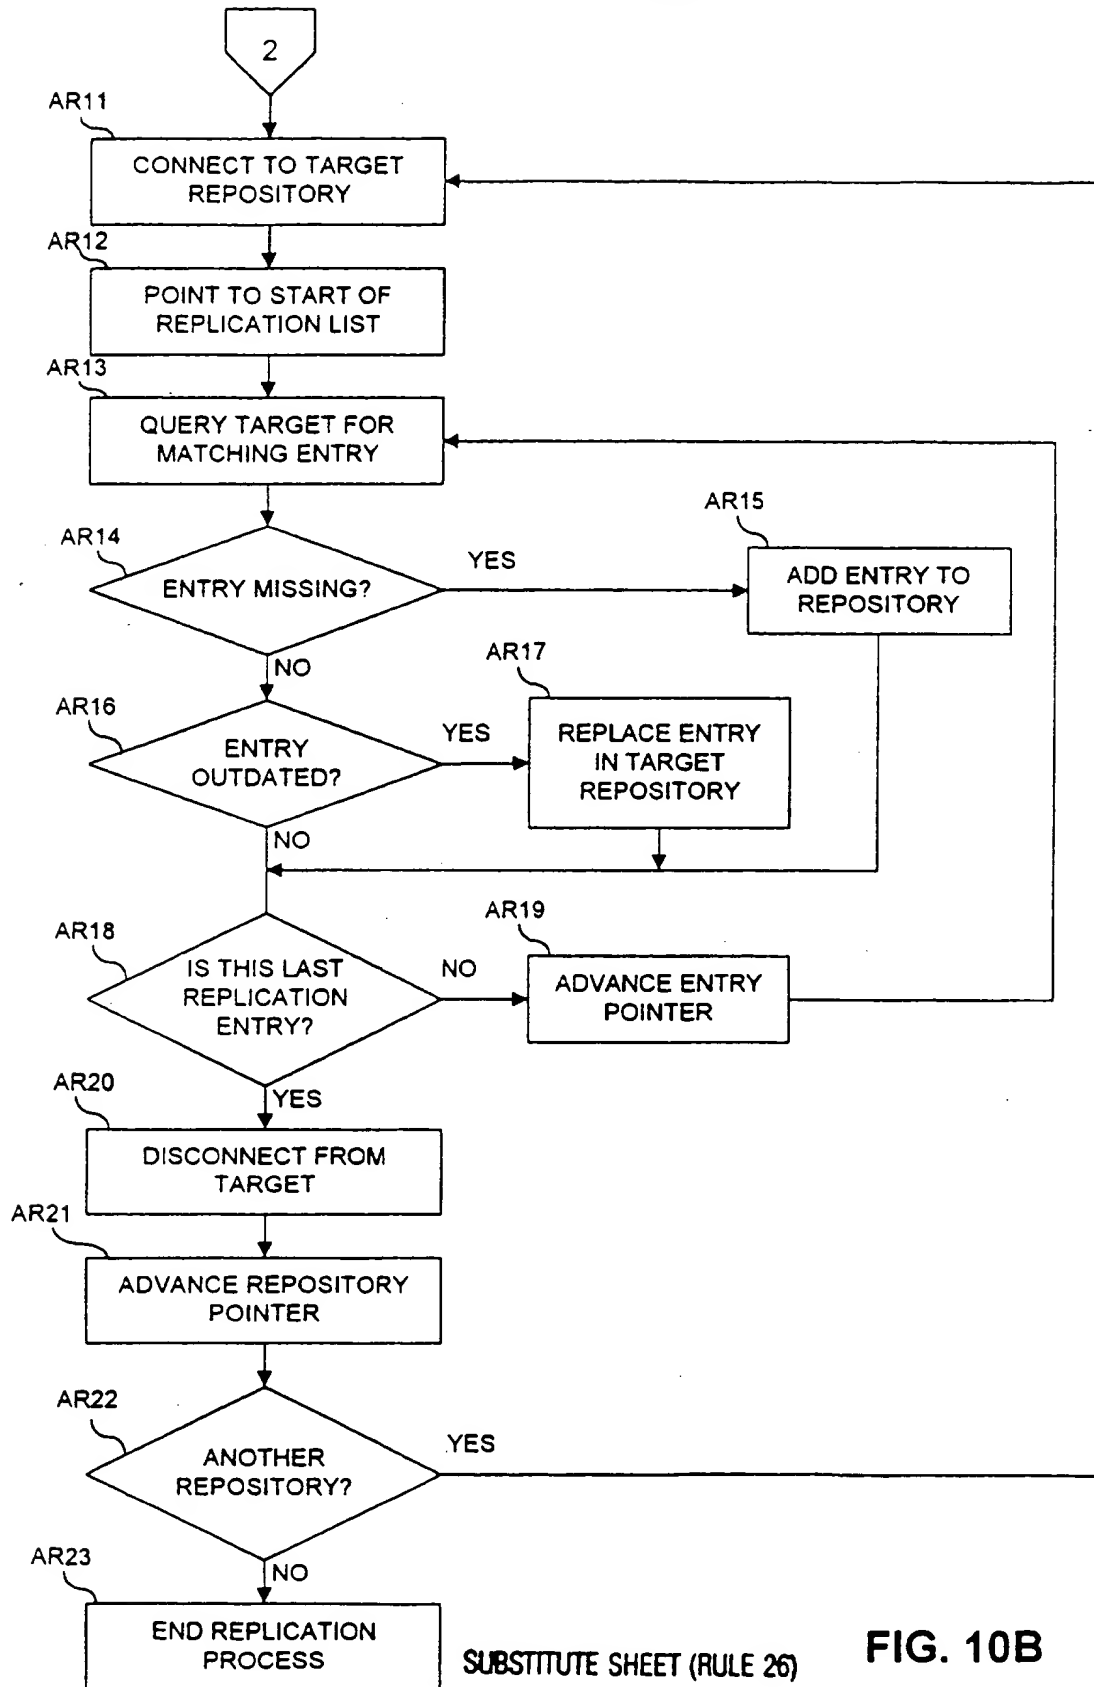 2
AR11
CONNECT TO TARGET
REPOSITORY
AR12
POINT TO START OF
REPLICATION LIST
AR13
QUERY TARGET FOR
MATCHING ENTRY
AR14
ENTRY MISSING?
YES
AR15
ADD ENTRY TO
REPOSITORY
NO
AR16
ENTRY
OUTDATED?
YES
AR17
REPLACE ENTRY
IN TARGET
REPOSITORY
NO
AR18
IS THIS LAST
REPLICATION
ENTRY?
NO
AR19
ADVANCE ENTRY
POINTER
YES
AR20
DISCONNECT FROM
TARGET
AR21
ADVANCE REPOSITORY
POINTER
AR22
ANOTHER
REPOSITORY?
YES
NO
AR23
END REPLICATION
PROCESS
SUBSTITUTE SHEET (RULE 26)
FIG. 10B